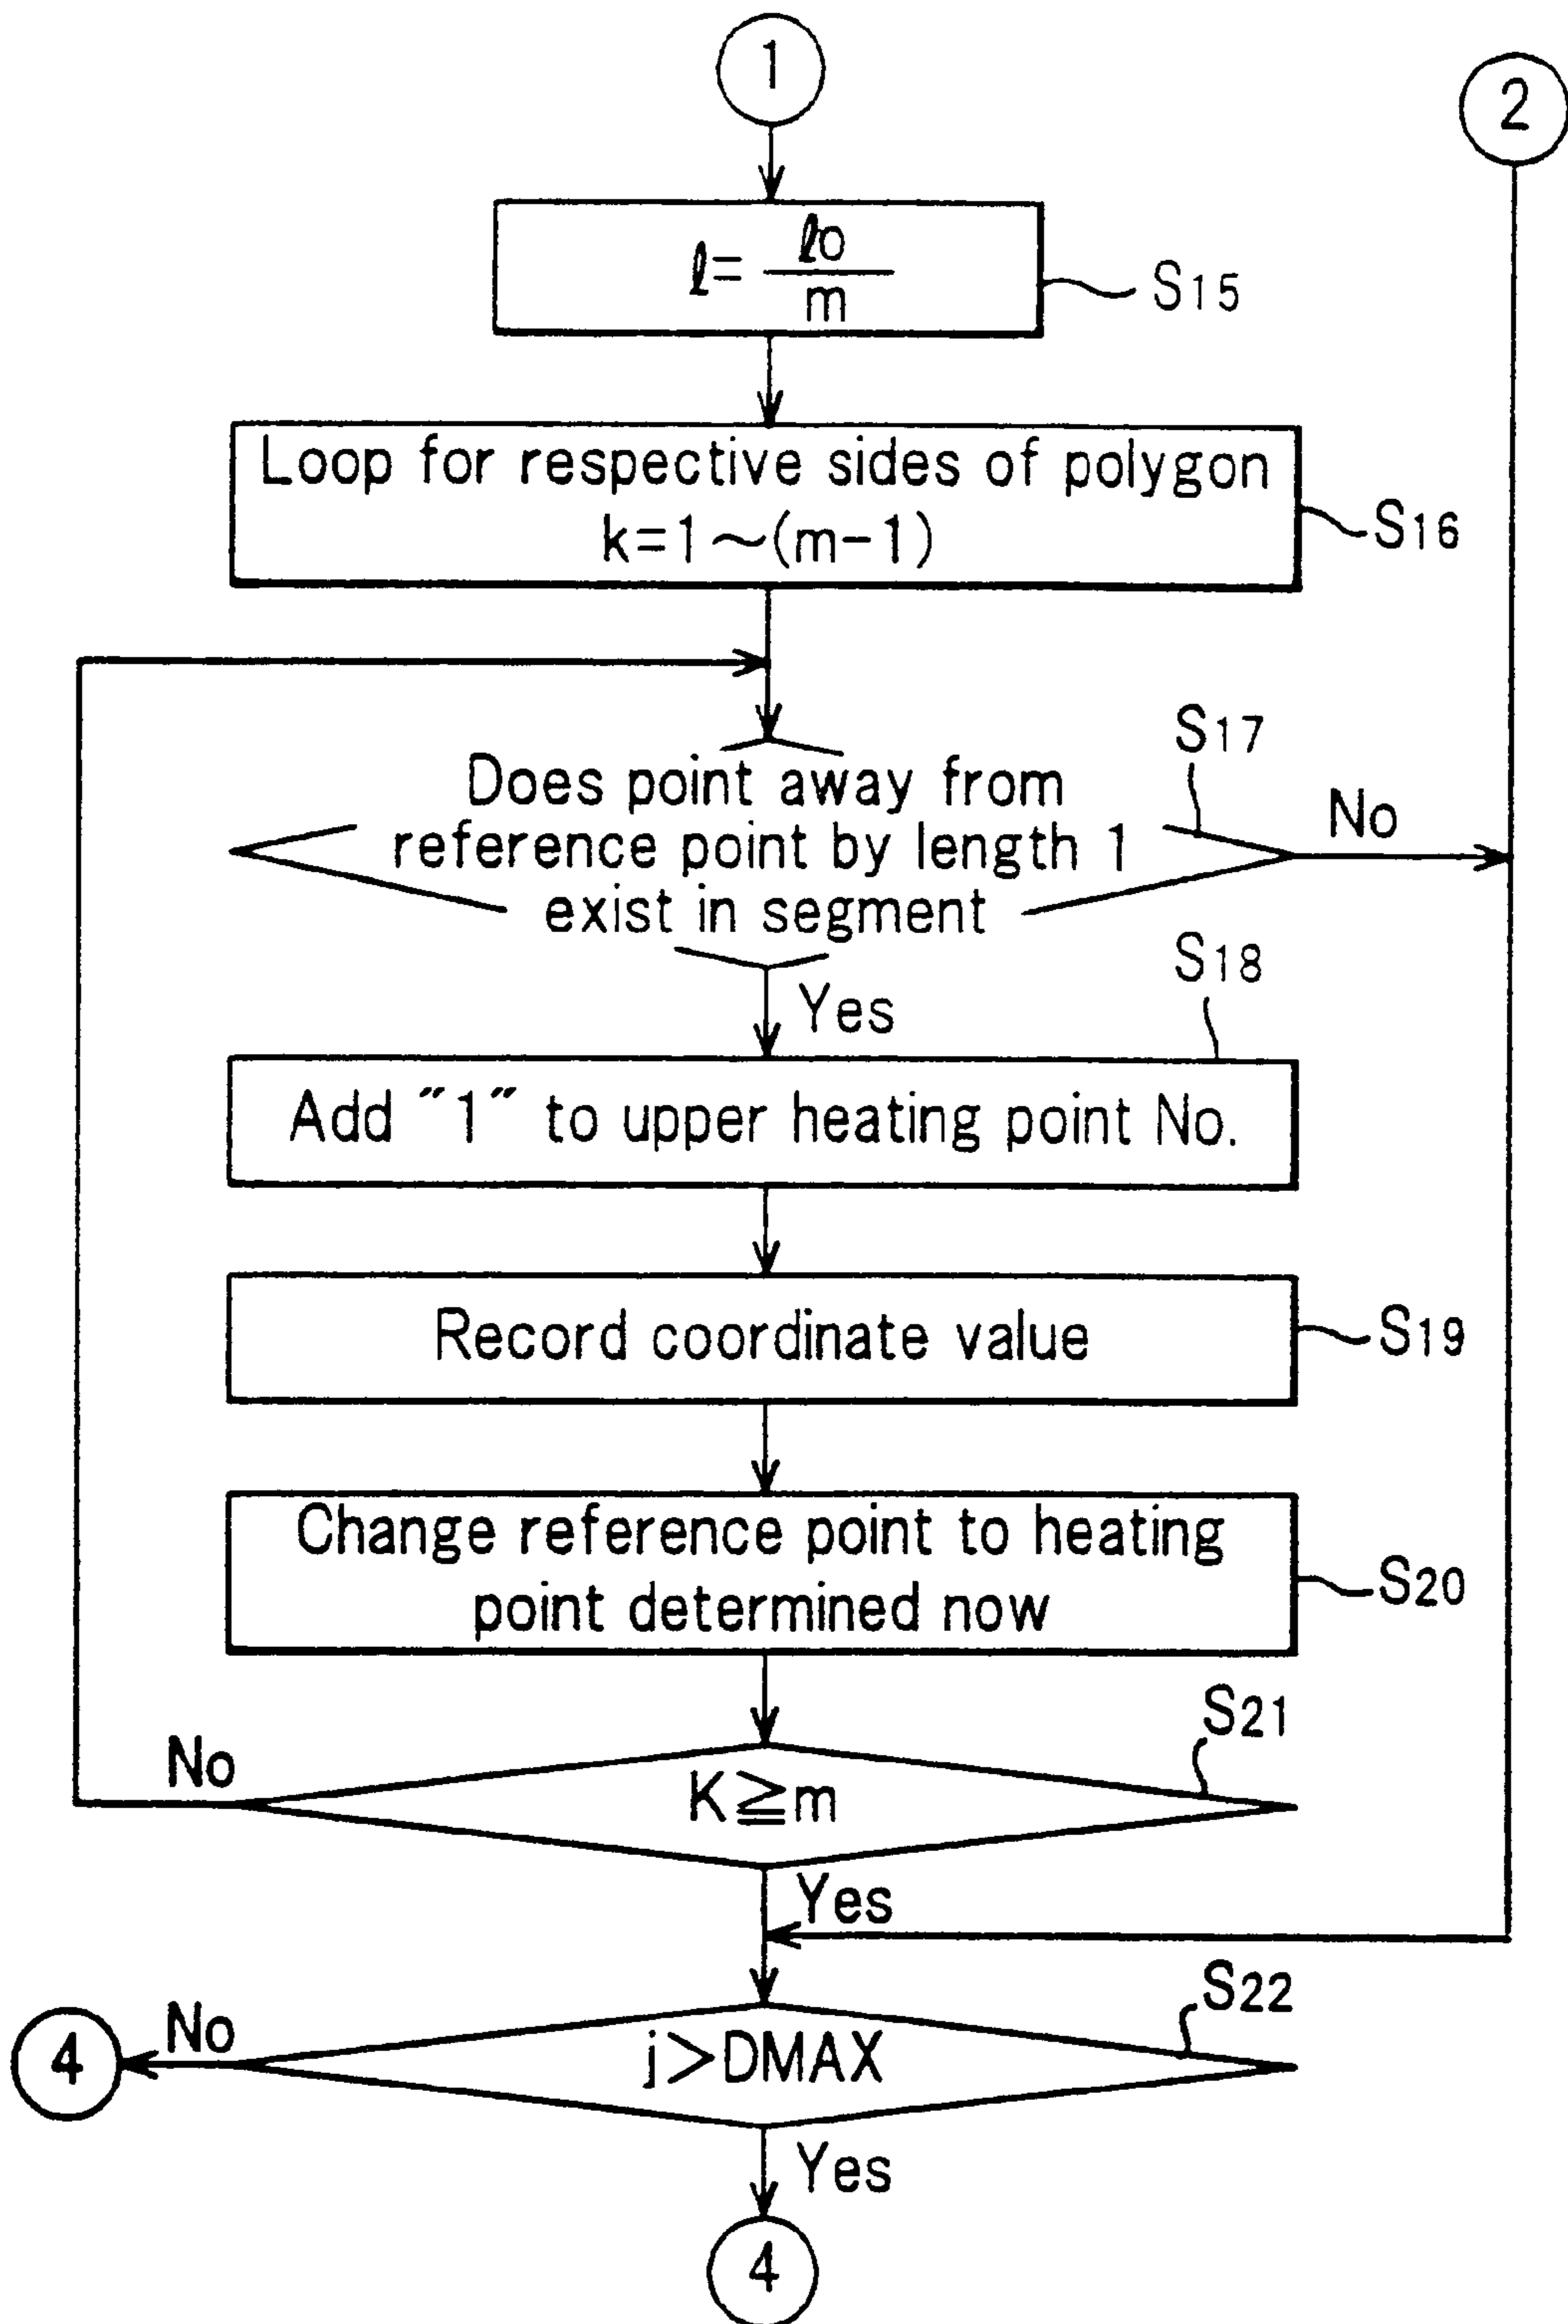 1
2
ℓ= ℓo
m
S15
Loop for respective sides of polygon
k=1~(m-1)
S16
S17
Does point away from
reference point by length 1
exist in segment
No
Yes
S18
Add "1" to upper heating point No.
Record coordinate value
S19
Change reference point to heating
point determined now
S20
S21
No
K≧m
Yes
S22
4
No
j>DMAX
Yes
4